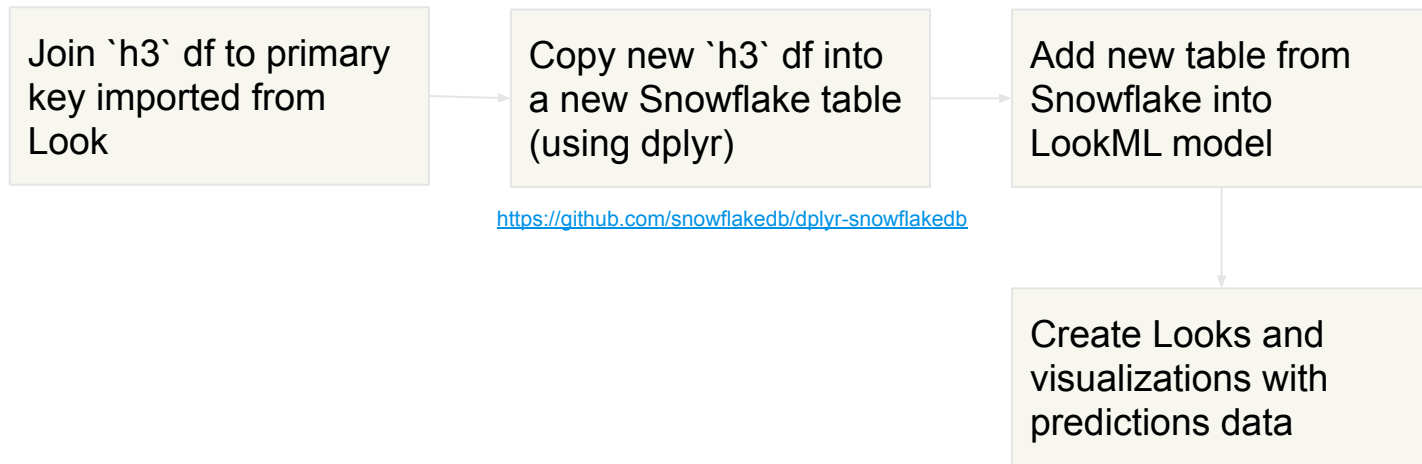 Join `h3` df to primary
key imported from
Look
Copy new `h3` df into
a new Snowflake table
(using dplyr)
https://github.com/snowflakedb/dplyr-snowflakedb
Add new table from
Snowflake into
LookML model
Create Looks and
visualizations with
predictions data